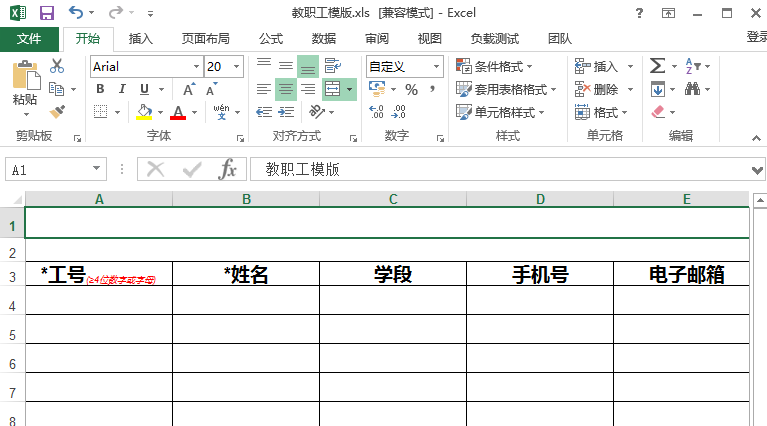 教职工模版.xls [兼容模式] - Excel
文件 开始 插入 页面布局 公式 数据 审阅 视图 负载测试 团队 登录
Arial 20 自定义 条件格式 插入
粘贴 B I U A A % , 套用表格格式 删除
A wén 文 .0 .00 .00 .0 单元格样式 格式
剪贴板 字体 对齐方式 数字 样式 单元格 编辑
A1 fx 教职工模版
A B C D E
1
2
3 *工号(≥4位数字或字母) *姓名 学段 手机号 电子邮箱
4
5
6
7
8